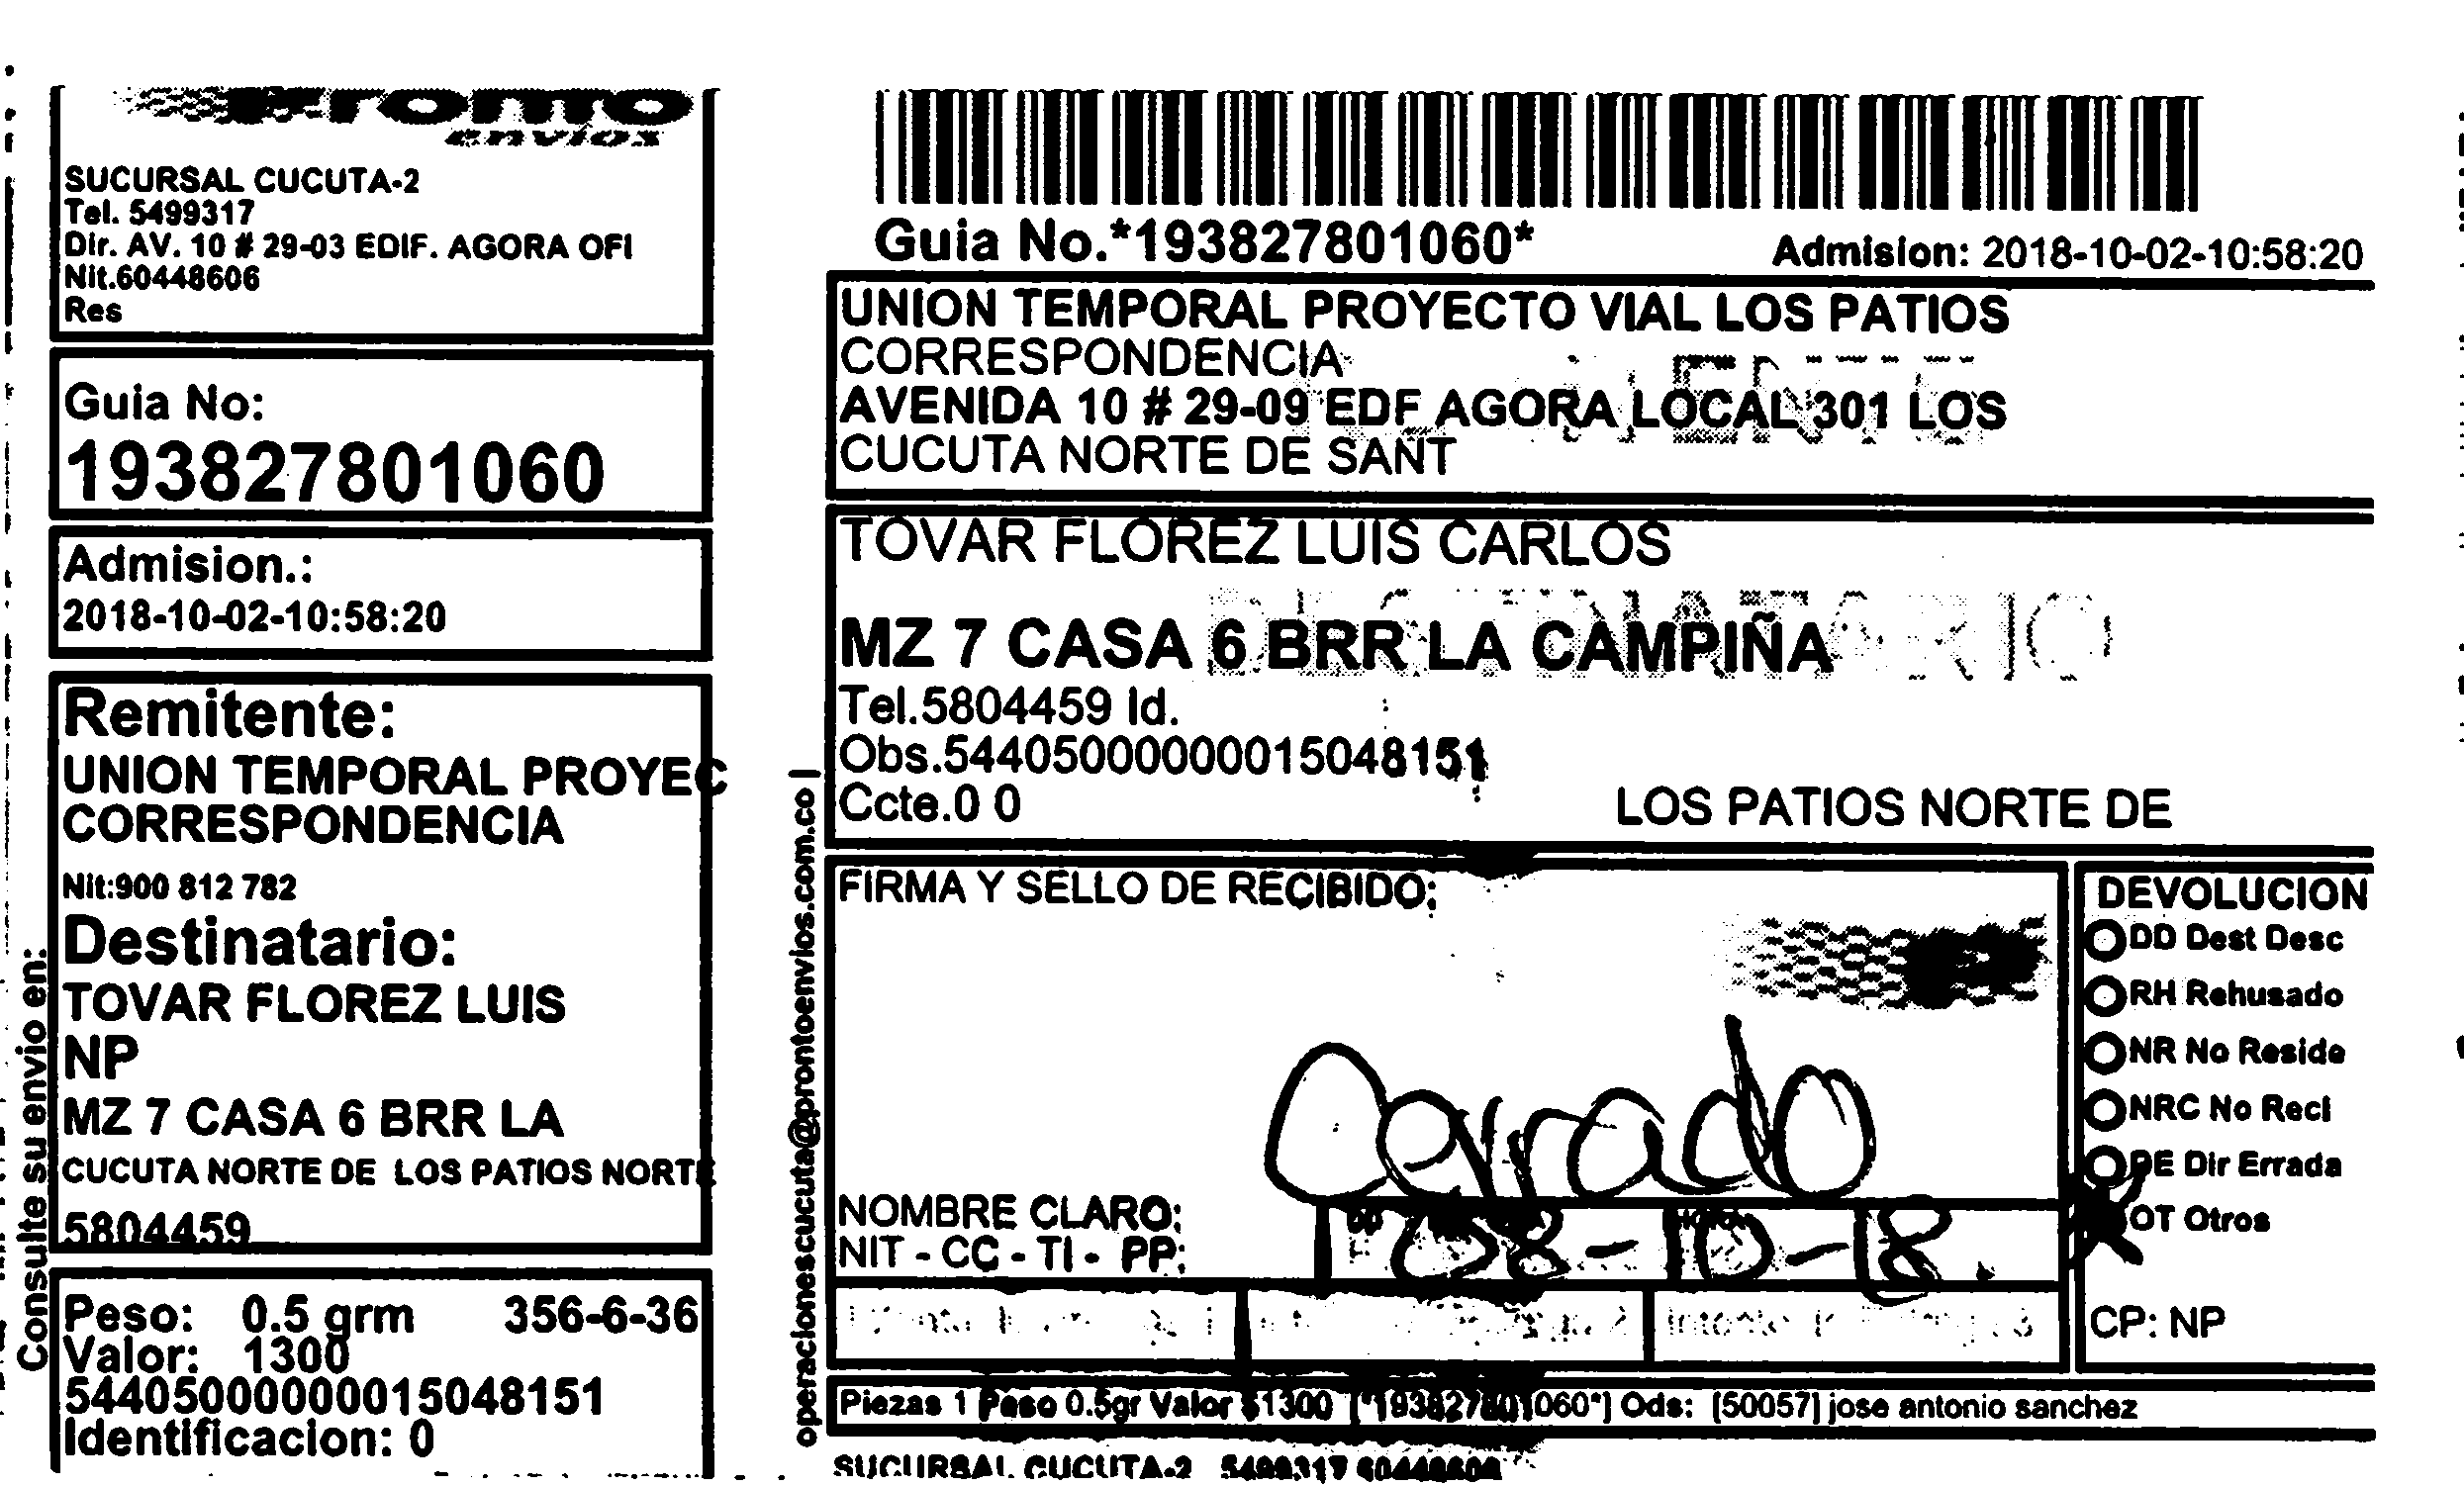 envios
SUCURSAL CUCUTA-2
Tel. 5499317
Dir. AV. 10 # 29-03 EDIF. AGORA OFI
Nit.60448606
Res
Guia No:
193827801060
Admision.:
2018-10-02-10:58:20
Remitente:
UNION TEMPORAL PROYEC
CORRESPONDENCIA
Nit:900 812 782
Destinatario:
TOVAR FLOREZ LUIS
NP
MZ 7 CASA 6 BRR LA
CUCUTA NORTE DE LOS PATIOS NORTE
5804459
Peso: 0.5 grm 356-6-36
Valor: 1300
544050000000015048151
Identificacion: 0
Consulte su envio en:
operacionescucuta@prontoenvios.com.co |
Guia No.*193827801060*
Admision: 2018-10-02-10:58:20
UNION TEMPORAL PROYECTO VIAL LOS PATIOS
CORRESPONDENCIA
AVENIDA 10 # 29-09 EDF AGORA LOCAL 301 LOS
CUCUTA NORTE DE SANT
TOVAR FLOREZ LUIS CARLOS
DESTINATARIO
MZ 7 CASA 6 BRR LA CAMPIÑA
Tel.5804459 Id.
Obs.544050000000015048151
Ccte.0 0
LOS PATIOS NORTE DE
FIRMA Y SELLO DE RECIBIDO:
Cerrado
NOMBRE CLARO:
NIT - CC - TI - PP:
08-10-18.
DEVOLUCION
DD Dest Desc
RH Rehusado
NR No Reside
NRC No Reci
DE Dir Errada
OT Otros
CP: NP
Piezas 1 Peso 0.5gr Valor $1300 [*193827801060*] Ods: [50057] jose antonio sanchez
SUCURSAL CUCUTA-2 5499317 60448606